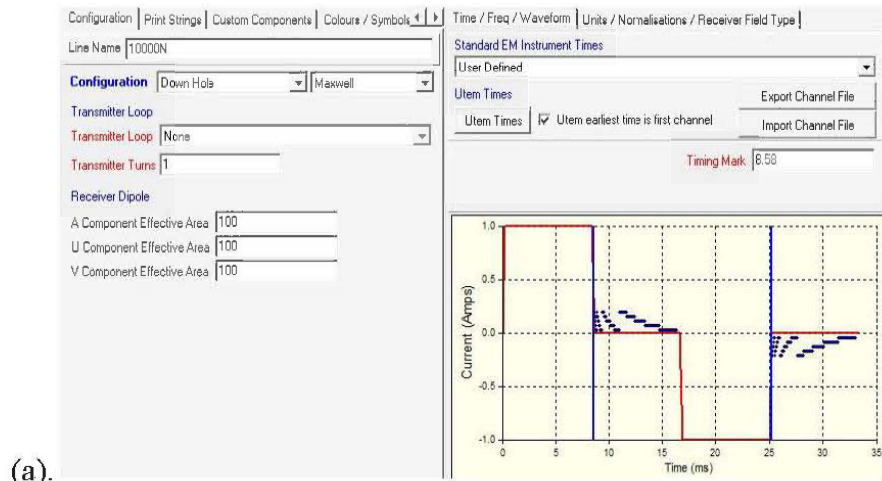 Configuration Print Strings Custom Components Colours / Symbols
Line Name 10000N
Configuration Down Hole Maxwell
Transmitter Loop
Transmitter Loop None
Transmitter Turns 1
Receiver Dipole
A Component Effective Area 100
U Component Effective Area 100
V Component Effective Area 100
Time / Freq / Waveform Units / Normalisations / Receiver Field Type
Standard EM Instrument Times
User Defined
Utem Times Export Channel File
Utem Times Utem earliest time is first channel Import Channel File
Timing Mark 8.58
Current (Amps)
1.0
0.5
0.0
-0.5
-1.0
0 5 10 15 20 25 30 35
Time (ms)
(a).